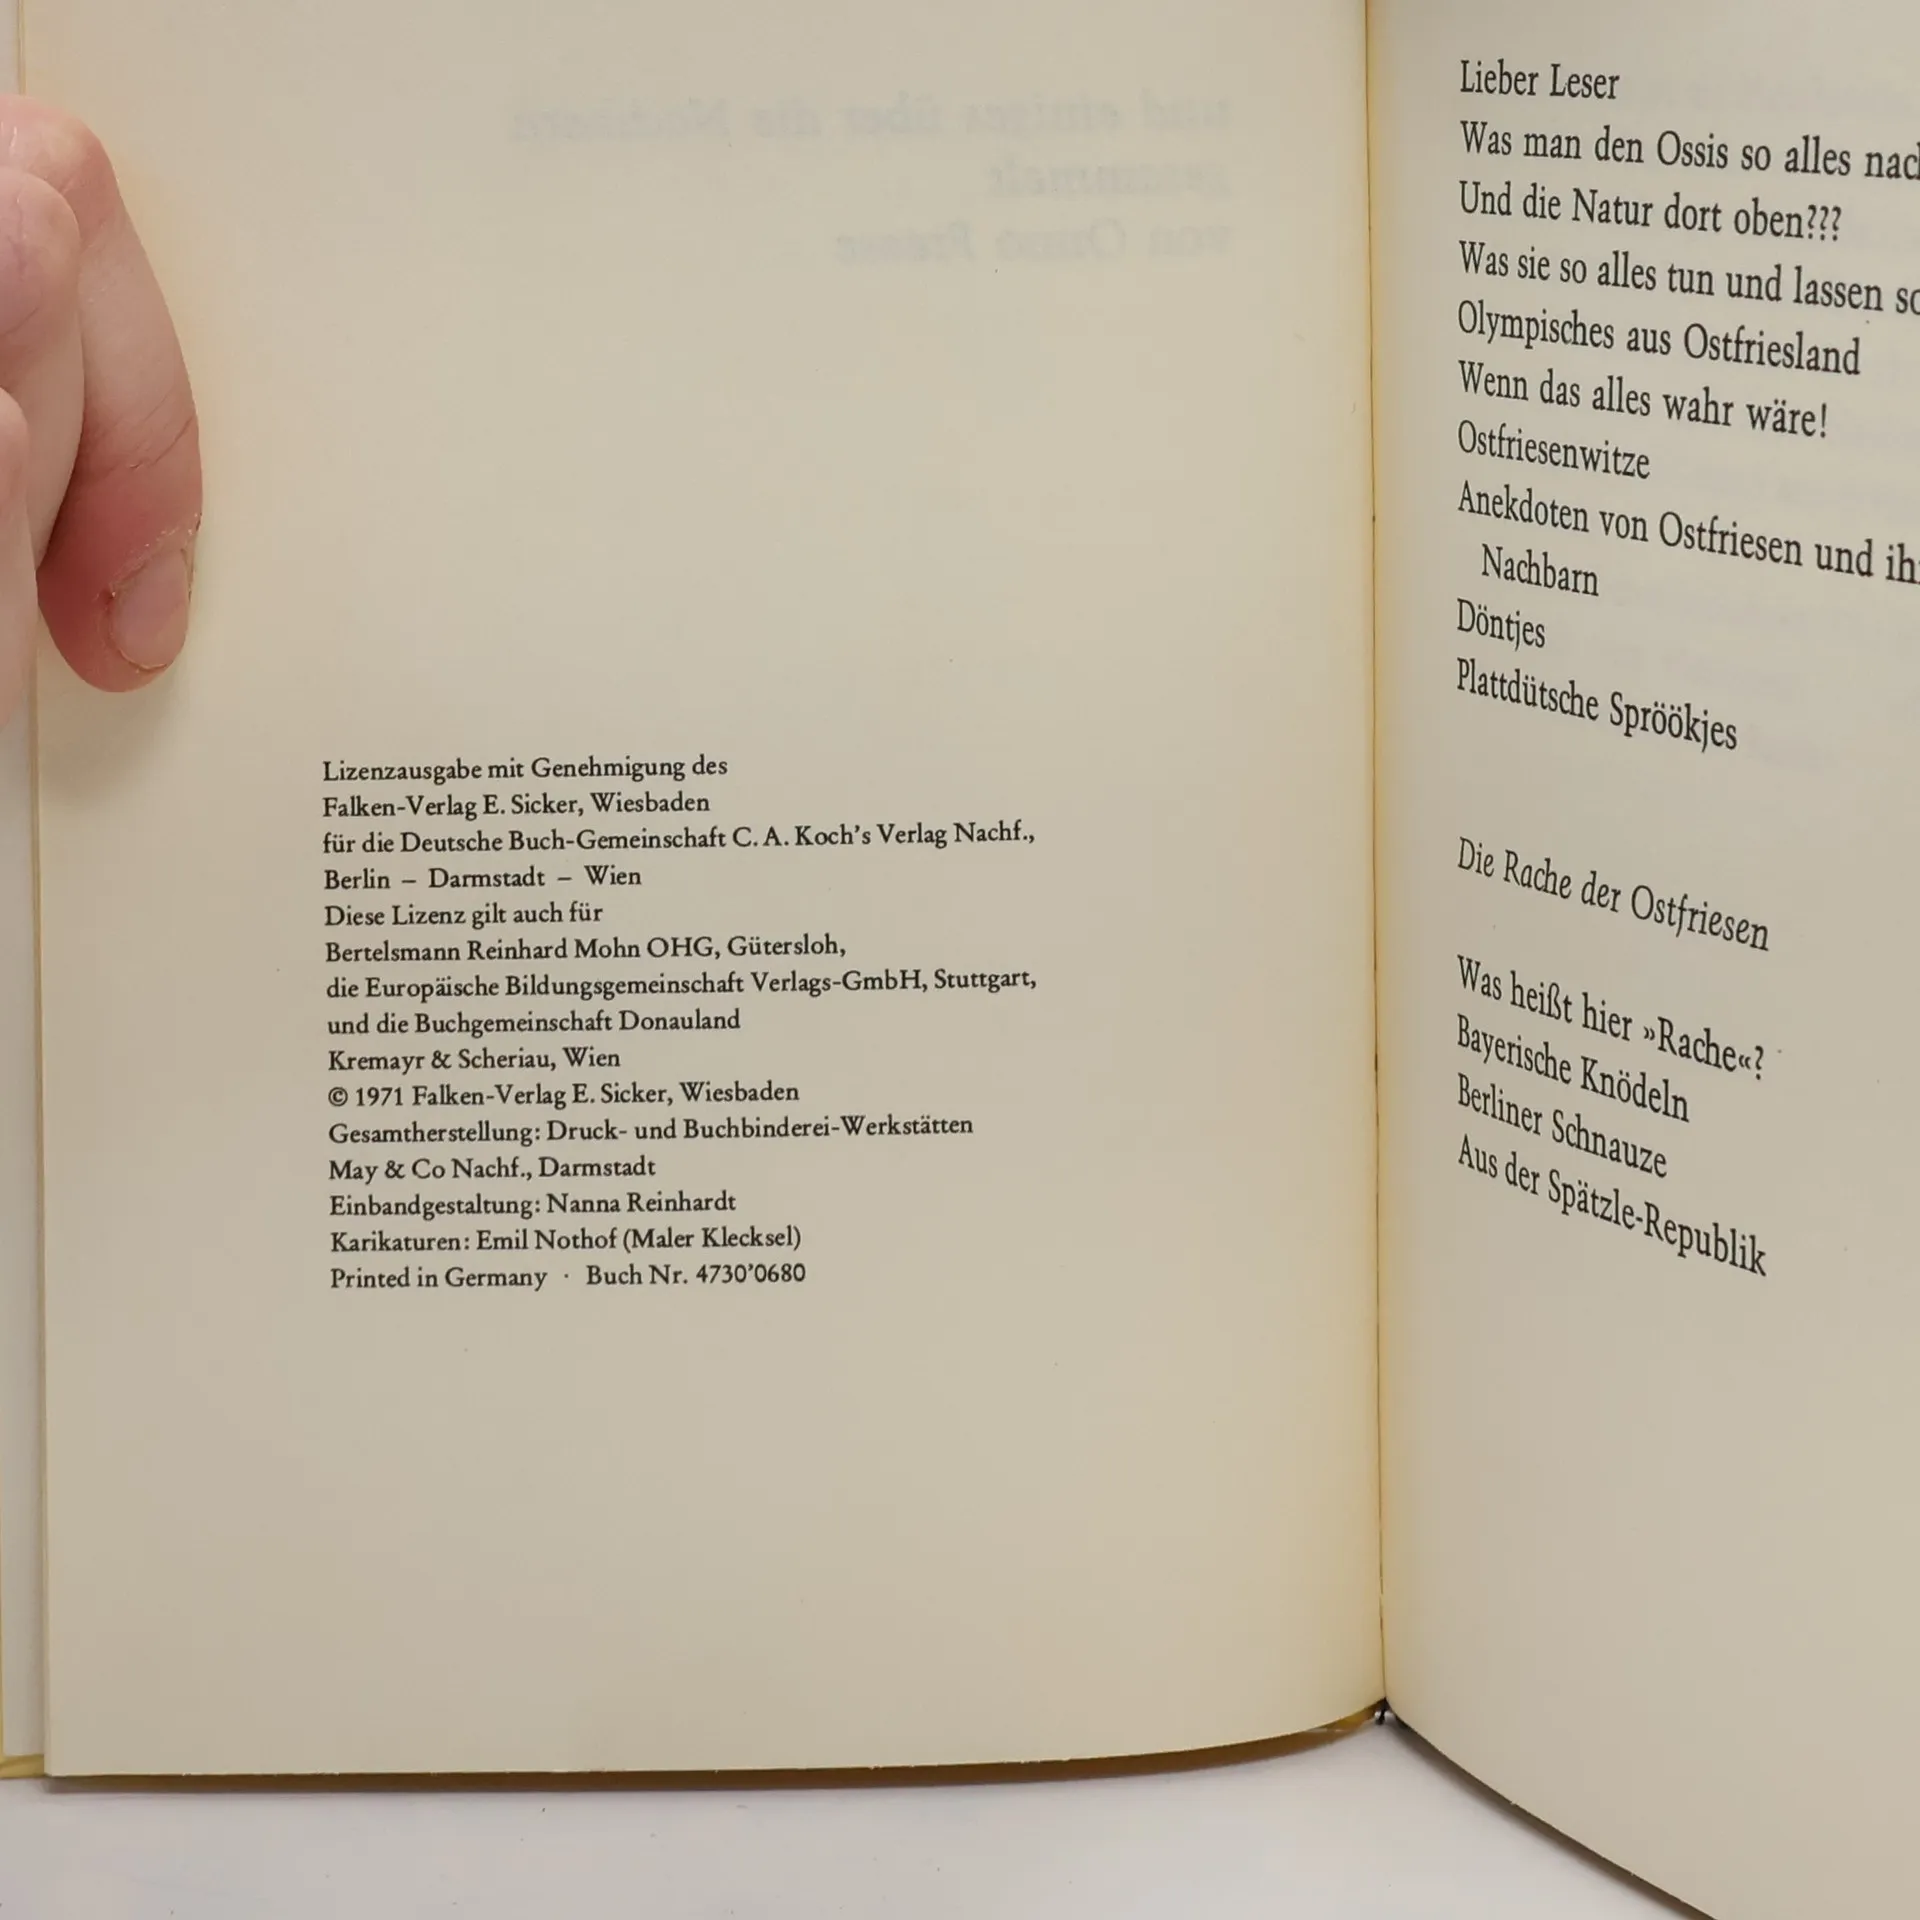 Lizenzausgabe mit Genehmigung des
Falken-Verlag E. Sicker, Wiesbaden
für die Deutsche Buch-Gemeinschaft C. A. Koch's Verlag Nachf.,
Berlin – Darmstadt – Wien
Diese Lizenz gilt auch für
Bertelsmann Reinhard Mohn OHG, Gütersloh,
die Europäische Bildungsgemeinschaft Verlags-GmbH, Stuttgart,
und die Buchgemeinschaft Donauland
Kremayr & Scheriau, Wien
© 1971 Falken-Verlag E. Sicker, Wiesbaden
Gesamtherstellung: Druck- und Buchbinderei-Werkstätten
May & Co Nachf., Darmstadt
Einbandgestaltung: Nanna Reinhardt
Karikaturen: Emil Nothof (Maler Klecksel)
Printed in Germany · Buch Nr. 4730'0680
Lieber Leser
Was man den Ossis so alles
Und die Natur dort oben???
Was sie so alles tun und lassen
Olympisches aus Ostfriesland
Wenn das alles wahr wäre!
Ostfriesenwitze
Anekdoten von Ostfriesen und
Nachbarn
Döntjes
Plattdütsche Spröökjes
Die Rache der Ostfriesen
Was heißt hier »Rache«?
Bayerische Knödeln
Berliner Schnauze
Aus der Spätzle-Republik